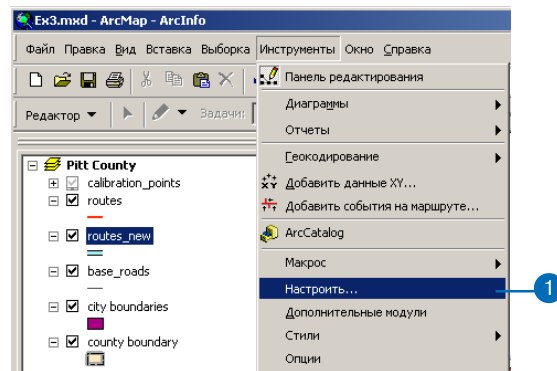 Ex3.mxd - ArcMap - ArcInfo
Файл Правка Вид Вставка Выборка Инструменты Окно Справка
Панель редактирования
Диаграммы
Редактор Задачи:
Отчеты
Pitt County
Геокодирование
calibration_points
Добавить данные XY...
routes
Добавить события на маршруте...
routes_new
ArcCatalog
base_roads
Макрос
Настроить... 1
city boundaries
Дополнительные модули
Стили
county boundary
Опции